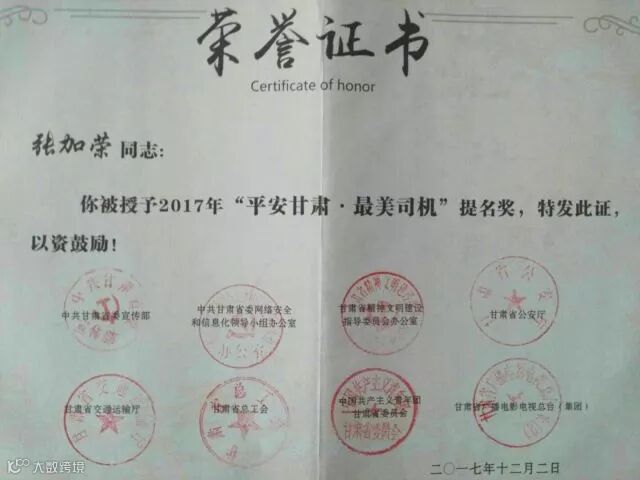 荣誉证书
Certificate of honor
张加荣 同志：
你被授予2017年“平安甘肃·最美司机”提名奖，特发此证，
以资鼓励！
中共甘肃省委宣传部
中共甘肃省委网络安全
和信息化领导小组办公室
甘肃省精神文明建设
指导委员会办公室
甘肃省公安厅
甘肃省交通运输厅
甘肃省总工会
中国共产主义青年团
甘肃省委员会
甘肃省广播电影电视总台（集团）
二〇一七年十二月二日
大数跨境